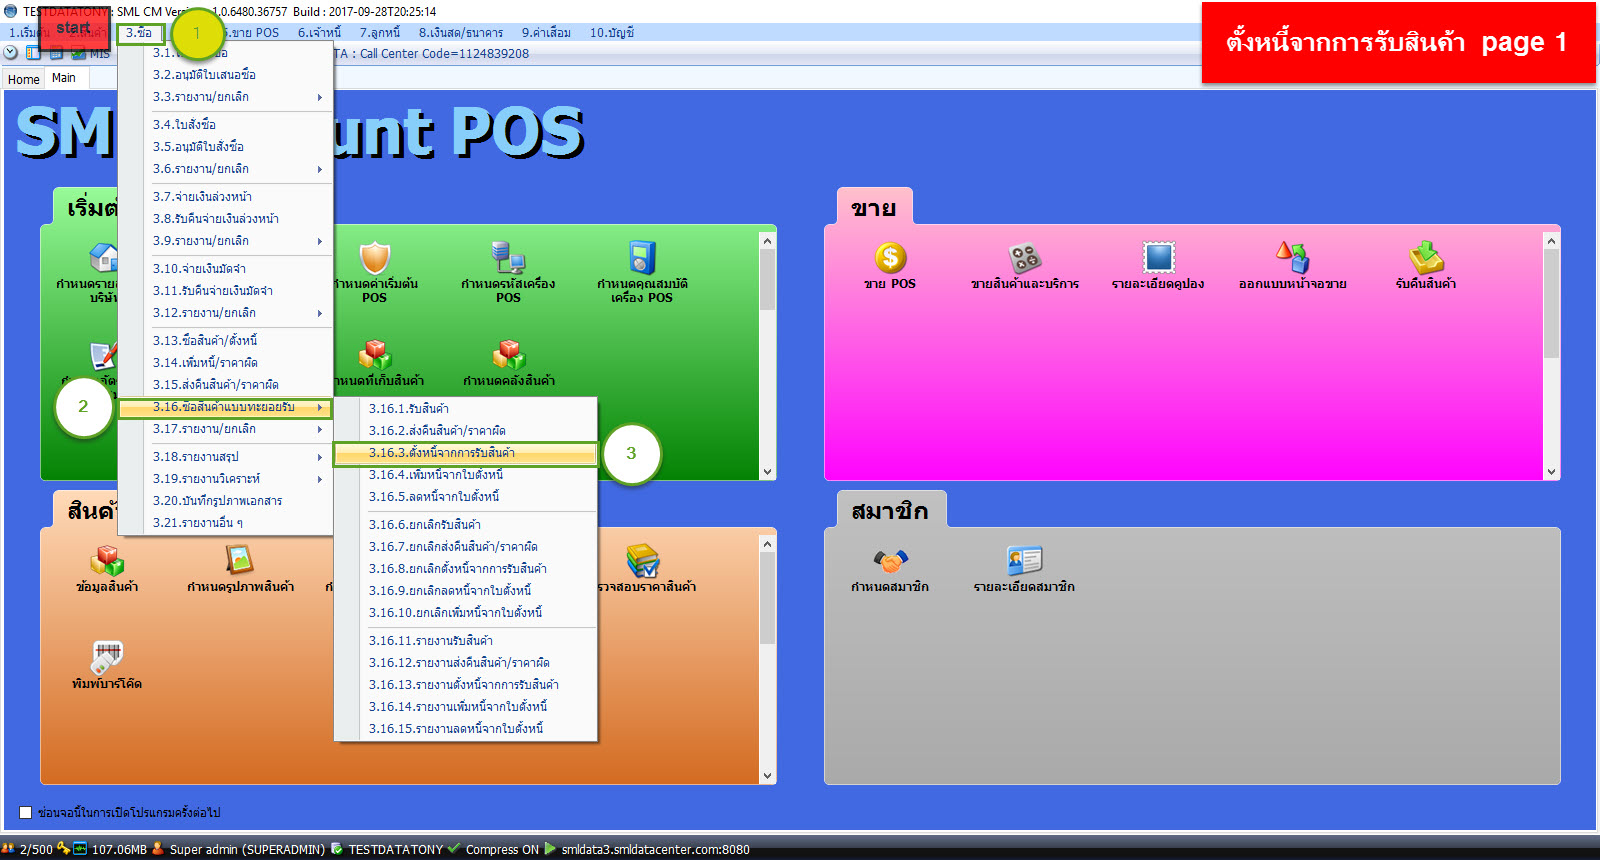 TESTDATATONY : SML CM Version 1.0.6480.36757 Build : 2017-09-28T20:25:14
start
ตั้งหนี้จากการรับสินค้า page 1
1.เริ่มต้น
3.ซื้อ
1
5.ขาย POS
6.เจ้าหนี้
7.ลูกหนี้
8.เงินสด/ธนาคาร
9.ค่าเสื่อม
10.บัญชี
MIS
TA : Call Center Code=1124839208
Home
Main
SM
unt POS
3.2.อนุมัติใบเสนอซื้อ
3.3.รายงาน/ยกเลิก
3.4.ใบสั่งซื้อ
3.5.อนุมัติใบสั่งซื้อ
3.6.รายงาน/ยกเลิก
3.7.จ่ายเงินล่วงหน้า
3.8.รับคืนจ่ายเงินล่วงหน้า
3.9.รายงาน/ยกเลิก
3.10.จ่ายเงินมัดจำ
3.11.รับคืนจ่ายเงินมัดจำ
3.12.รายงาน/ยกเลิก
3.13.ซื้อสินค้า/ตั้งหนี้
3.14.เพิ่มหนี้/ราคาผิด
3.15.ส่งคืนสินค้า/ราคาผิด
2
3.16.ซื้อสินค้าแบบทะยอยรับ
3.17.รายงาน/ยกเลิก
3.18.รายงานสรุป
3.19.รายงานวิเคราะห์
3.20.บันทึกรูปภาพเอกสาร
3.21.รายงานอื่น ๆ
3.16.1.รับสินค้า
3.16.2.ส่งคืนสินค้า/ราคาผิด
3.16.3.ตั้งหนี้จากการรับสินค้า
3
3.16.4.เพิ่มหนี้จากใบตั้งหนี้
3.16.5.ลดหนี้จากใบตั้งหนี้
3.16.6.ยกเลิกรับสินค้า
3.16.7.ยกเลิกส่งคืนสินค้า/ราคาผิด
3.16.8.ยกเลิกตั้งหนี้จากการรับสินค้า
3.16.9.ยกเลิกลดหนี้จากใบตั้งหนี้
3.16.10.ยกเลิกเพิ่มหนี้จากใบตั้งหนี้
3.16.11.รายงานรับสินค้า
3.16.12.รายงานส่งคืนสินค้า/ราคาผิด
3.16.13.รายงานตั้งหนี้จากการรับสินค้า
3.16.14.รายงานเพิ่มหนี้จากใบตั้งหนี้
3.16.15.รายงานลดหนี้จากใบตั้งหนี้
เริ่มต้
กำหนดราย
บริษัท
กำหนดค่าเริ่มต้น
POS
กำหนดรหัสเครื่อง
POS
กำหนดคุณสมบัติ
เครื่อง POS
กำหนดที่เก็บสินค้า
กำหนดคลังสินค้า
ขาย
ขาย POS
ขายสินค้าและบริการ
รายละเอียดคูปอง
ออกแบบหน้าจอขาย
รับคืนสินค้า
สินค้
ข้อมูลสินค้า
กำหนดรูปภาพสินค้า
รวจสอบราคาสินค้า
พิมพ์บาร์โค๊ด
สมาชิก
กำหนดสมาชิก
รายละเอียดสมาชิก
ซ่อนจอนี้ในการเปิดโปรแกรมครั้งต่อไป
2/500
107.06MB
Super admin (SUPERADMIN)
TESTDATATONY
Compress ON
smldata3.smldatacenter.com:8080